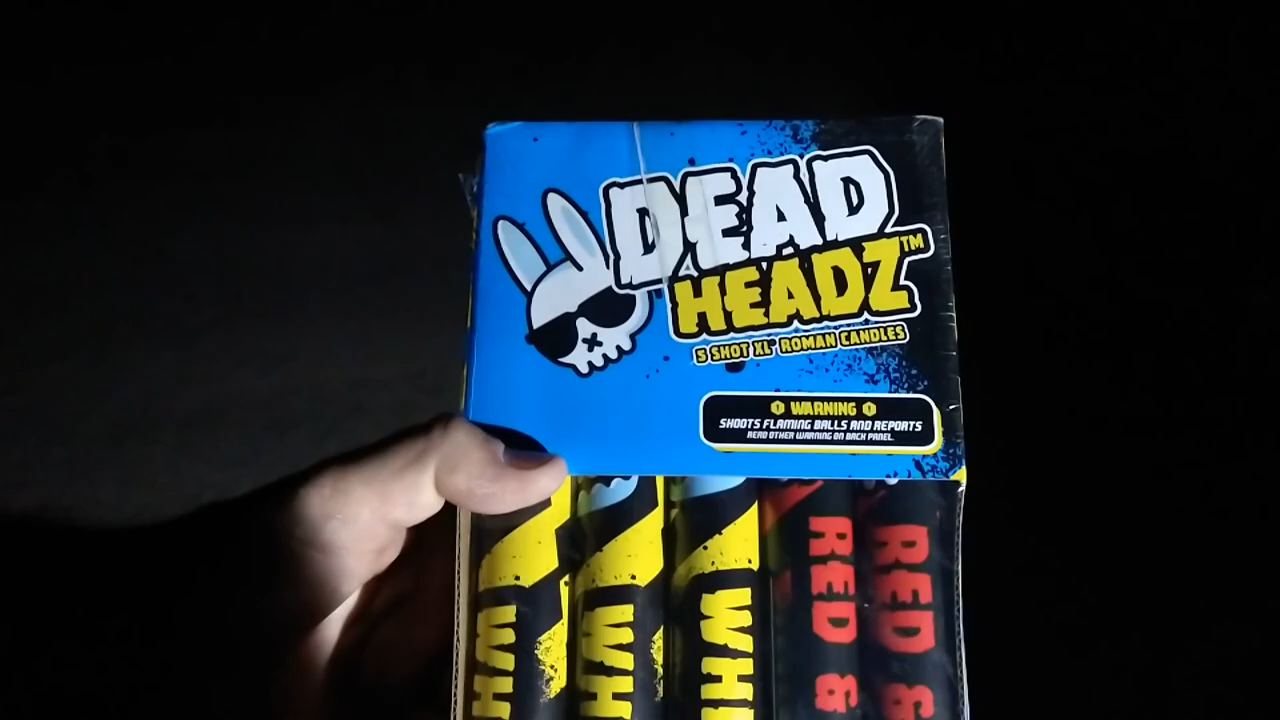 DEAD
HEADZ™
5 SHOT XL ROMAN CANDLES
WARNING
SHOOTS FLAMING BALLS AND REPORTS
READ OTHER WARNING ON BACK PANEL.
WH
WH
WHI
RED &
RED &